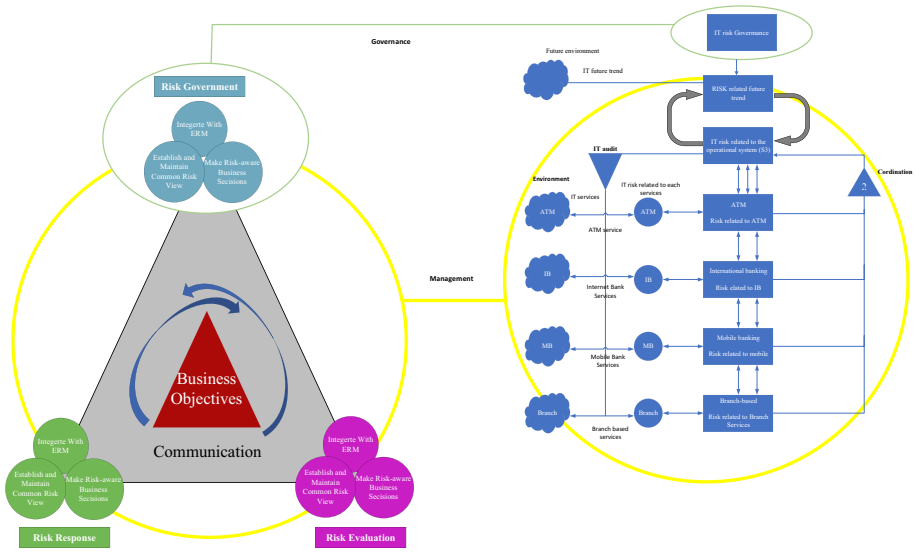 Governance
IT risk Governance
Future environment
IT future trend
RISK related future
trend
Risk Government
Integerte With
ERM
Establish and
Maintain
Common Risk
View
Make Risk-aware
Business
Secisions
IT audit
IT risk related to the
operational system (S3)
Cordination
2
Environment
IT services
IT risk related to each
services
ATM
ATM
ATM service
ATM
Risk related to ATM
Management
IB
IB
Internet Bank
Services
International banking
Risk elated to IB
MB
MB
Mobile Bank
Services
Mobile banking
Risk related to mobile
Branch
Branch
Branch based
services
Branch-based
Risk related to Branch
Services
Business
Objectives
Communication
Integerte With
ERM
Establish and
Maintain
Common Risk
View
Make Risk-aware
Business
Secisions
Risk Response
Integerte With
ERM
Establish and
Maintain
Common Risk
View
Make Risk-aware
Business
Secisions
Risk Evaluation